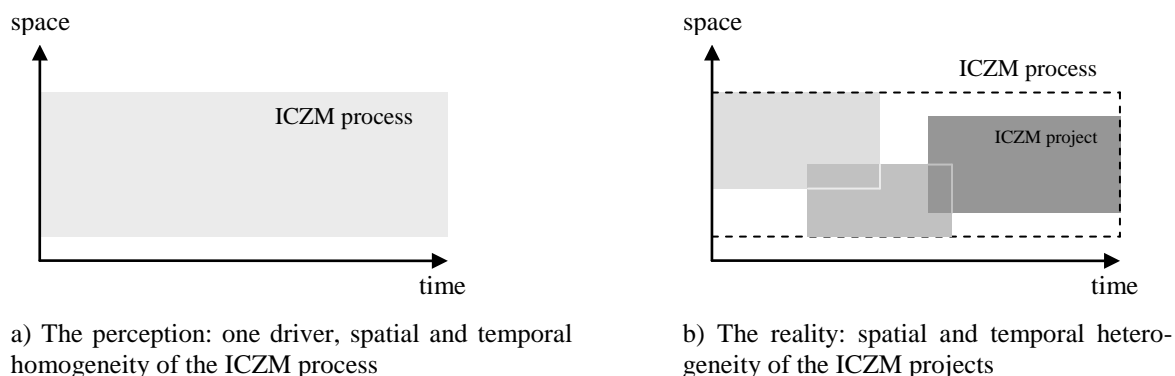 space
ICZM process
time
a) The perception: one driver, spatial and temporal
homogeneity of the ICZM process
space
ICZM process
ICZM project
time
b) The reality: spatial and temporal hetero-
geneity of the ICZM projects